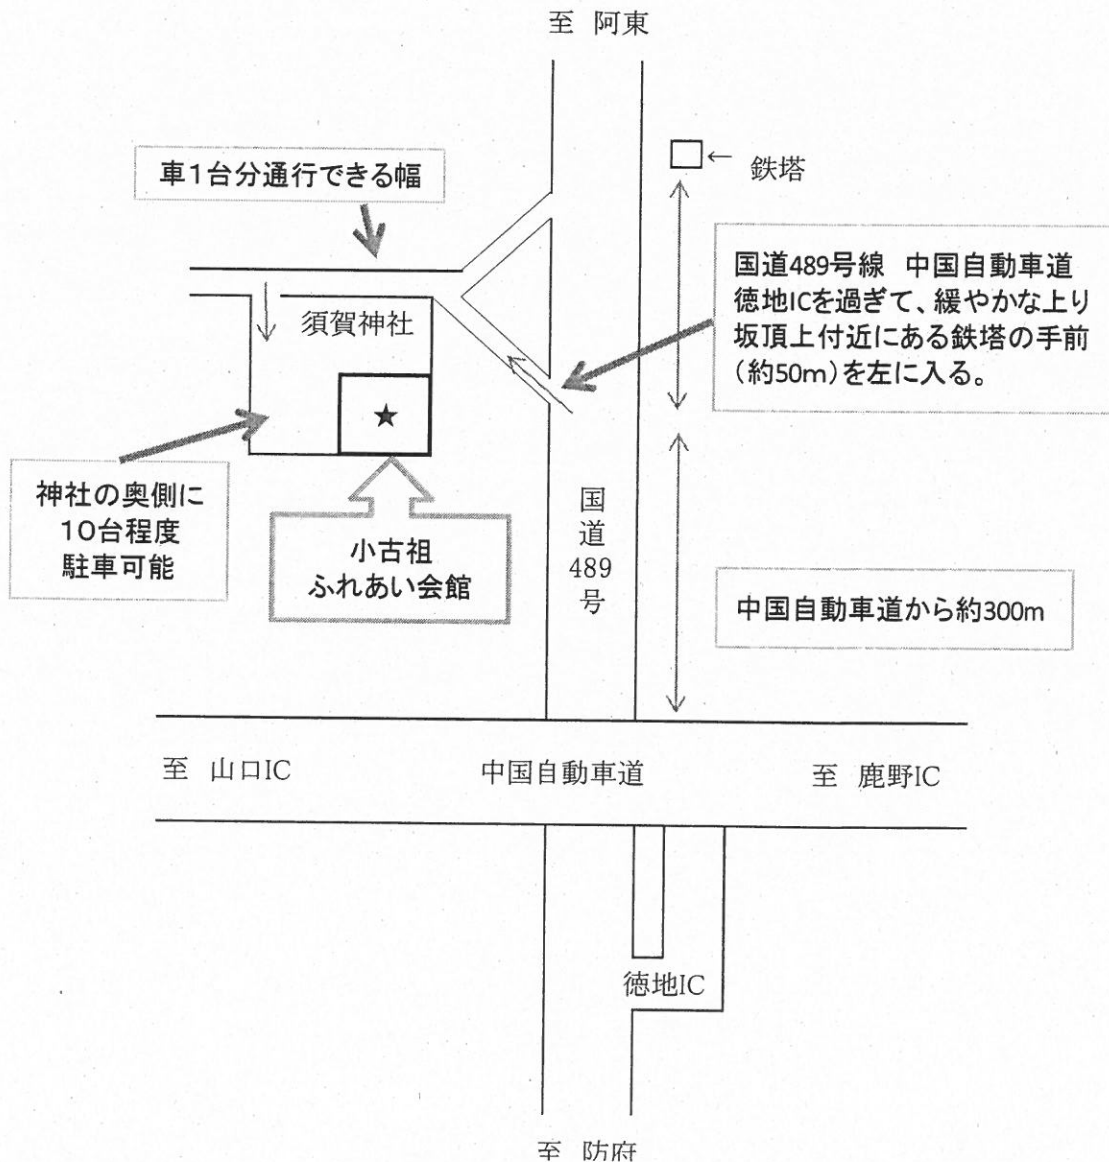 至 阿東
車1台分通行できる幅
← 鉄塔
国道489号線 中国自動車道
徳地ICを過ぎて、緩やかな上り
坂頂上付近にある鉄塔の手前
(約50m)を左に入る。
須賀神社
★
神社の奥側に
10台程度
駐車可能
小古祖
ふれあい会館
国道489号
中国自動車道から約300m
至 山口IC
中国自動車道
至 鹿野IC
徳地IC
至 防府